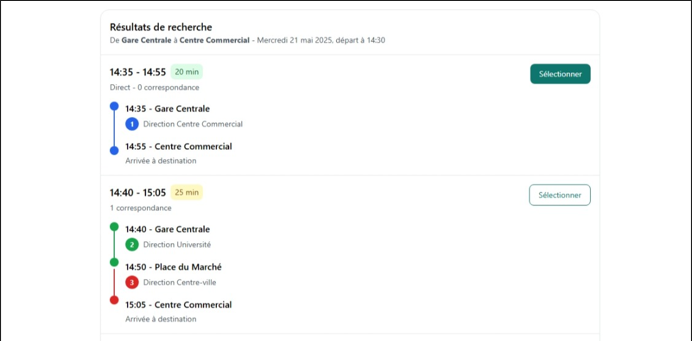 Résultats de recherche
De Gare Centrale à Centre Commercial - Mercredi 21 mai 2025, départ à 14:30
14:35 - 14:55 20 min
Sélectionner
Direct - 0 correspondance
14:35 - Gare Centrale
1 Direction Centre Commercial
14:55 - Centre Commercial
Arrivée à destination
14:40 - 15:05 25 min
Sélectionner
1 correspondance
14:40 - Gare Centrale
2 Direction Université
14:50 - Place du Marché
3 Direction Centre-ville
15:05 - Centre Commercial
Arrivée à destination